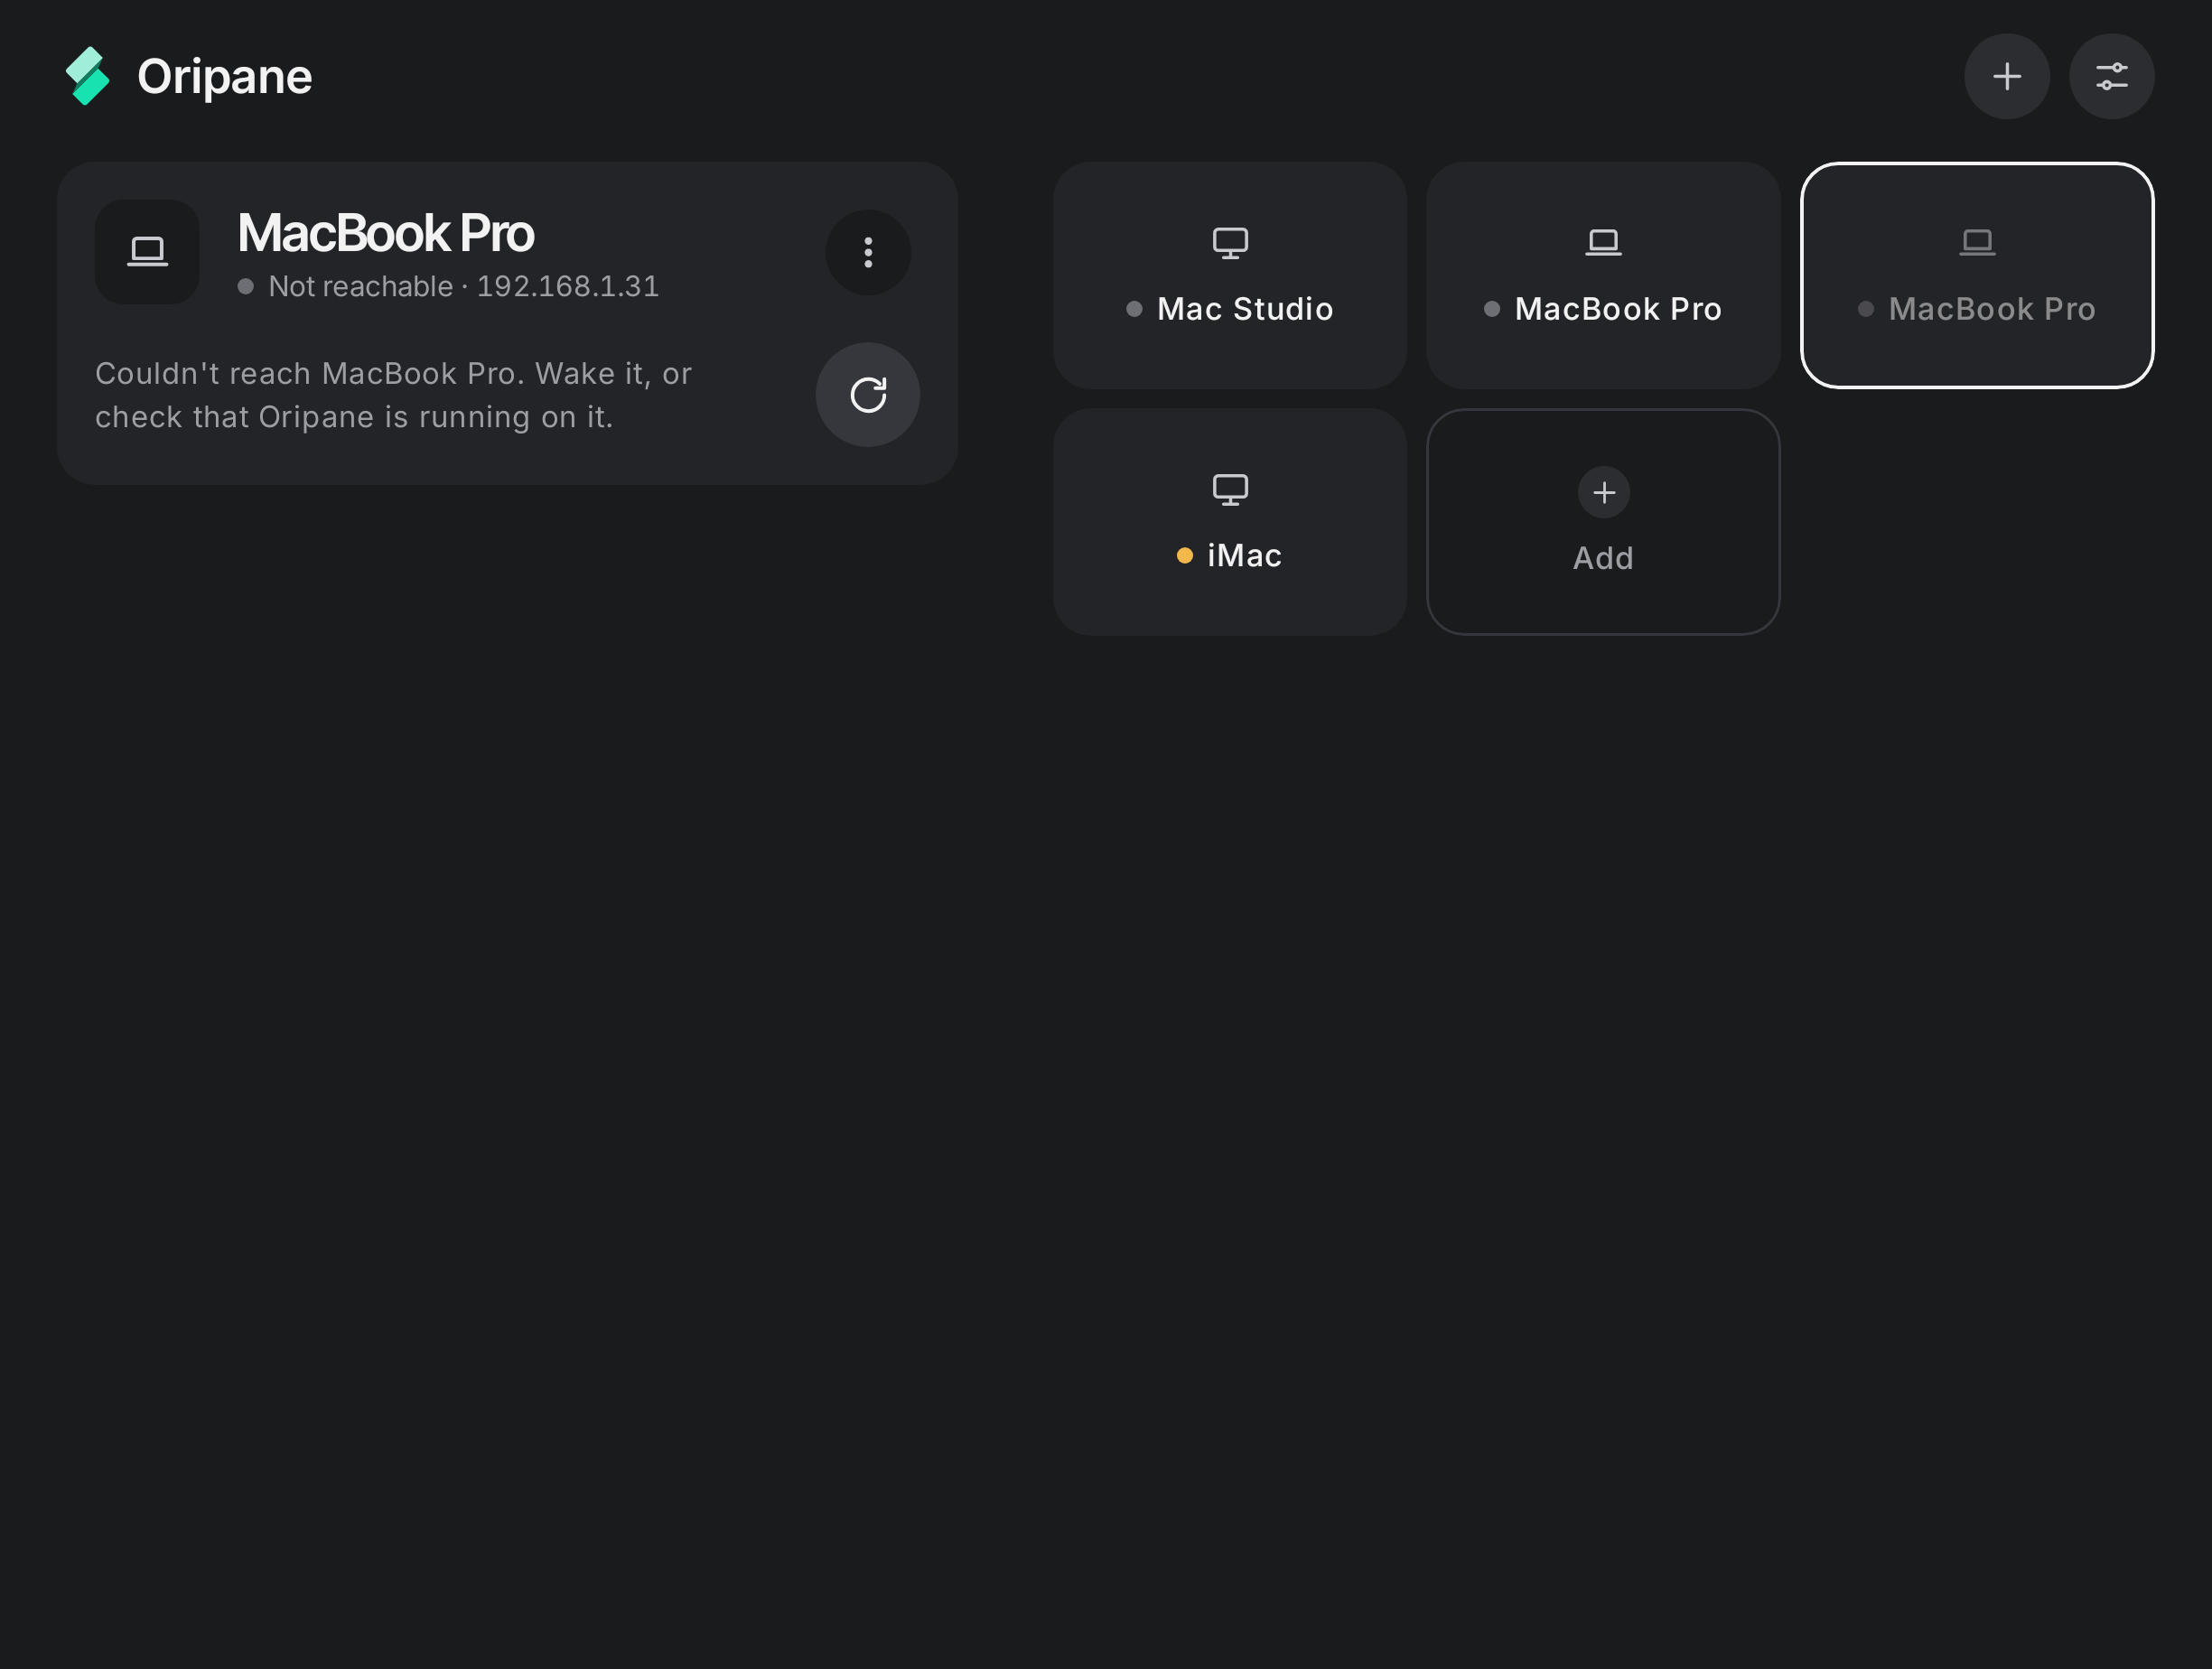 Oripane
MacBook Pro
Not reachable · 192.168.1.31
Couldn't reach MacBook Pro. Wake it, or
check that Oripane is running on it.
Mac Studio
MacBook Pro
MacBook Pro
iMac
Add